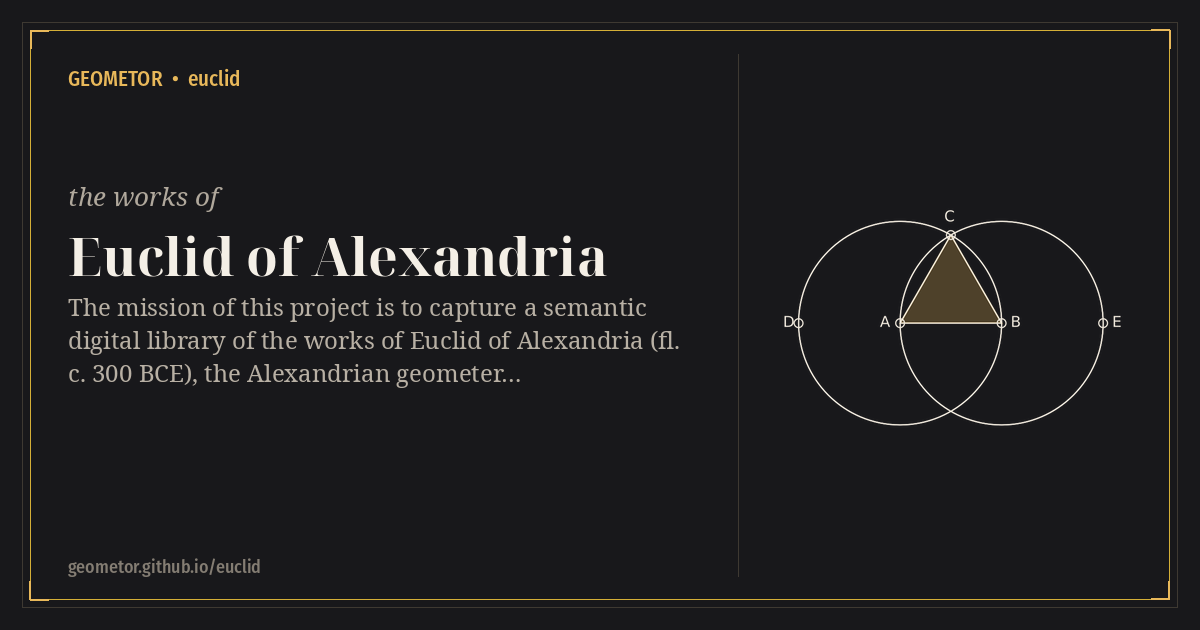 GEOMETOR • euclid
the works of
Euclid of Alexandria
The mission of this project is to capture a semantic
digital library of the works of Euclid of Alexandria (fl.
c. 300 BCE), the Alexandrian geometer...
C
D
A
B
E
geometor.github.io/euclid